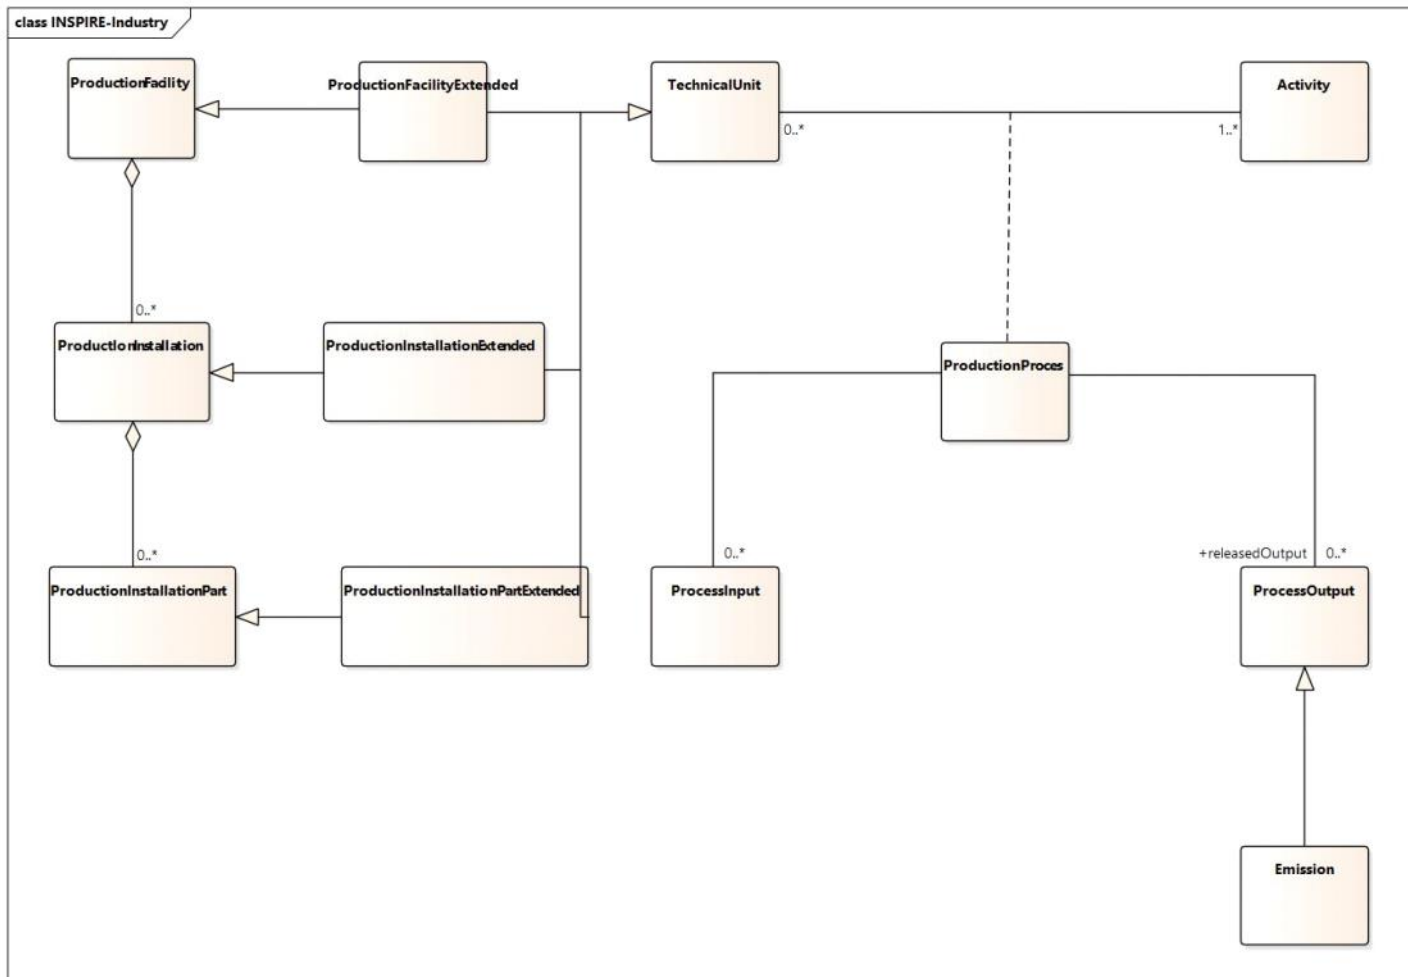 class INSPIRE-Industry
ProductionFacility
ProductionFacilityExtended
TechnicalUnit
Activity
0..*
1..*
0..*
ProductionInstallation
ProductionInstallationExtended
ProductionProces
0..*
0..*
+releasedOutput
0..*
ProductionInstallationPart
ProductionInstallationPartExtended
ProcessInput
ProcessOutput
Emission